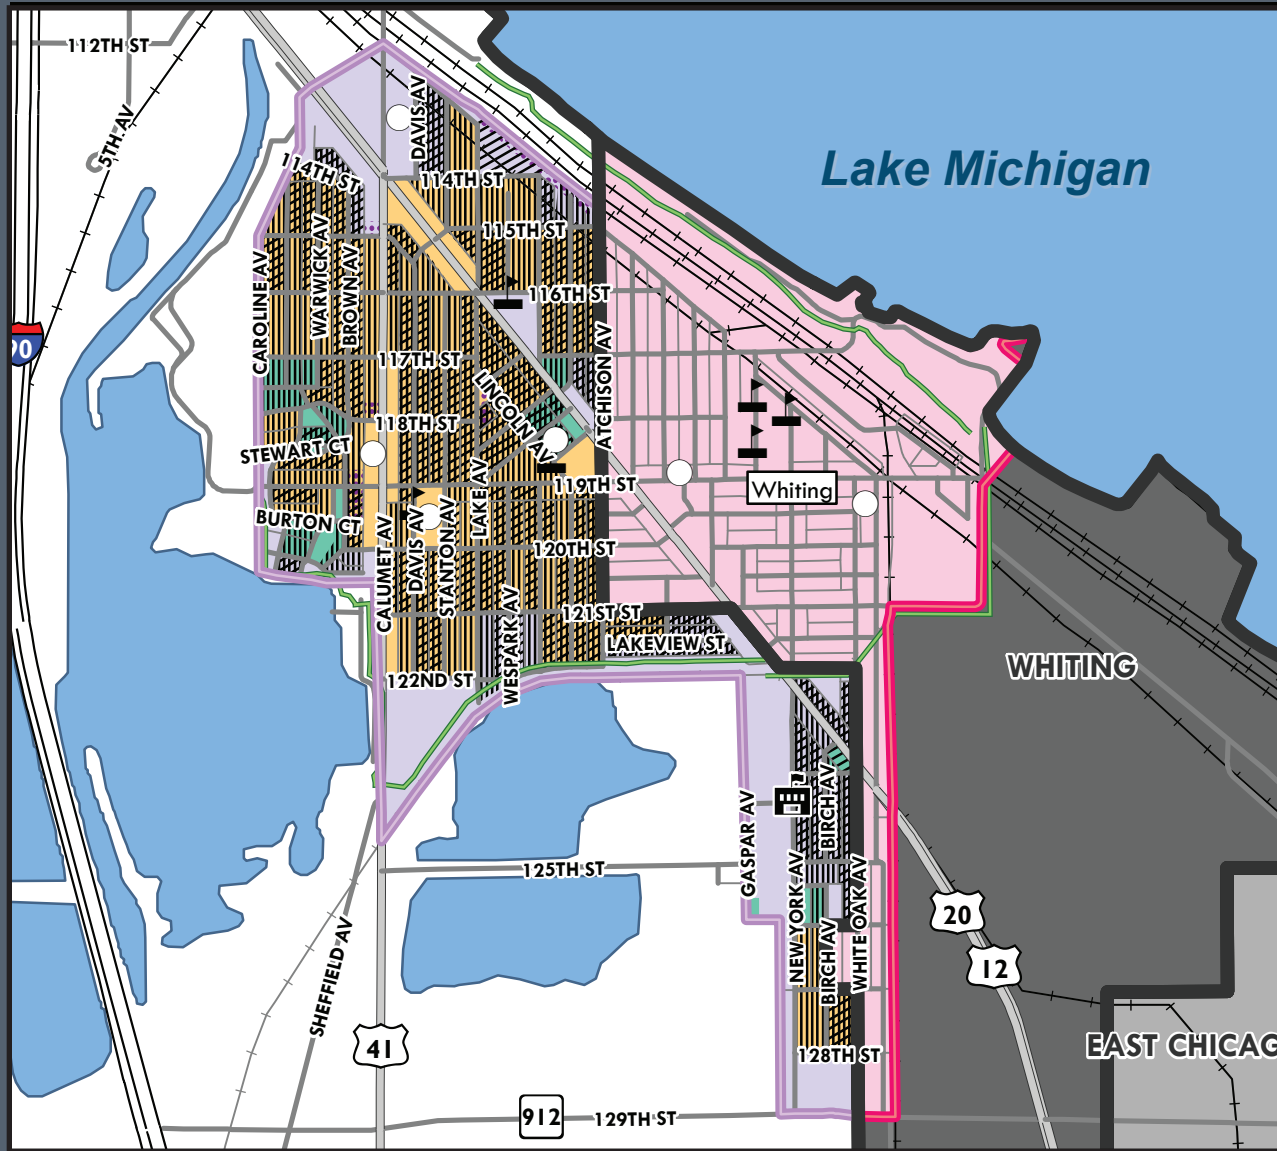 112TH ST
5TH AV
DAVIS AV
114TH ST
114TH ST
Lake Michigan
115TH ST
WARWICK AV
BROWN AV
CAROLINE AV
116TH ST
90
117TH ST
ATCHISON AV
LINCOLN AV
118TH ST
STEWART CT
LAKE AV
119TH ST
Whiting
BURTON CT
CALUMET AV
DAVIS AV
STANTON AV
120TH ST
WESPARK AV
121ST ST
LAKEVIEW ST
122ND ST
WHITING
GASPAR AV
BIRCH AV
125TH ST
NEW YORK AV
BIRCH AV
WHITE OAK AV
20
12
SHEFFIELD AV
41
EAST CHICAG
128TH ST
912
129TH ST